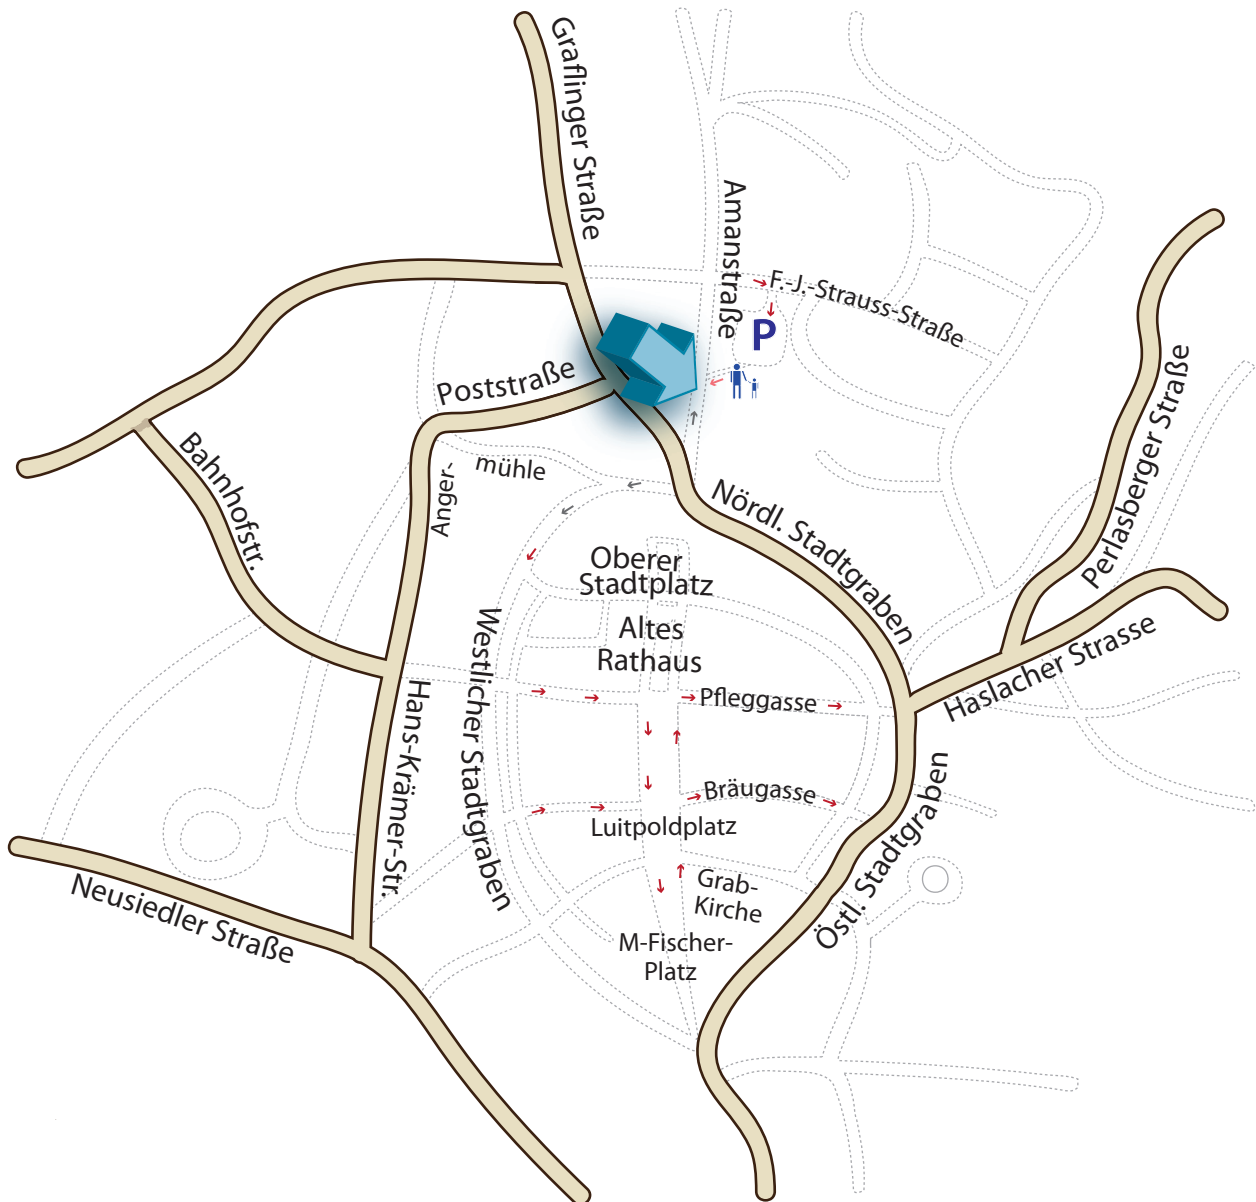 Graflinger Straße
Amanstraße
F.-J.-Strauss-Straße
P
Poststraße
Perlasberger Straße
Bahnhofstr.
Anger-
mühle
Nördl. Stadtgraben
Oberer
Stadtplatz
Altes
Rathaus
Westlicher Stadtgraben
Haslacher Strasse
Hans-Krämer-Str.
Pfleggasse
Bräugasse
Luitpoldplatz
Östl. Stadtgraben
Neusiedler Straße
Grab-
Kirche
M-Fischer-
Platz